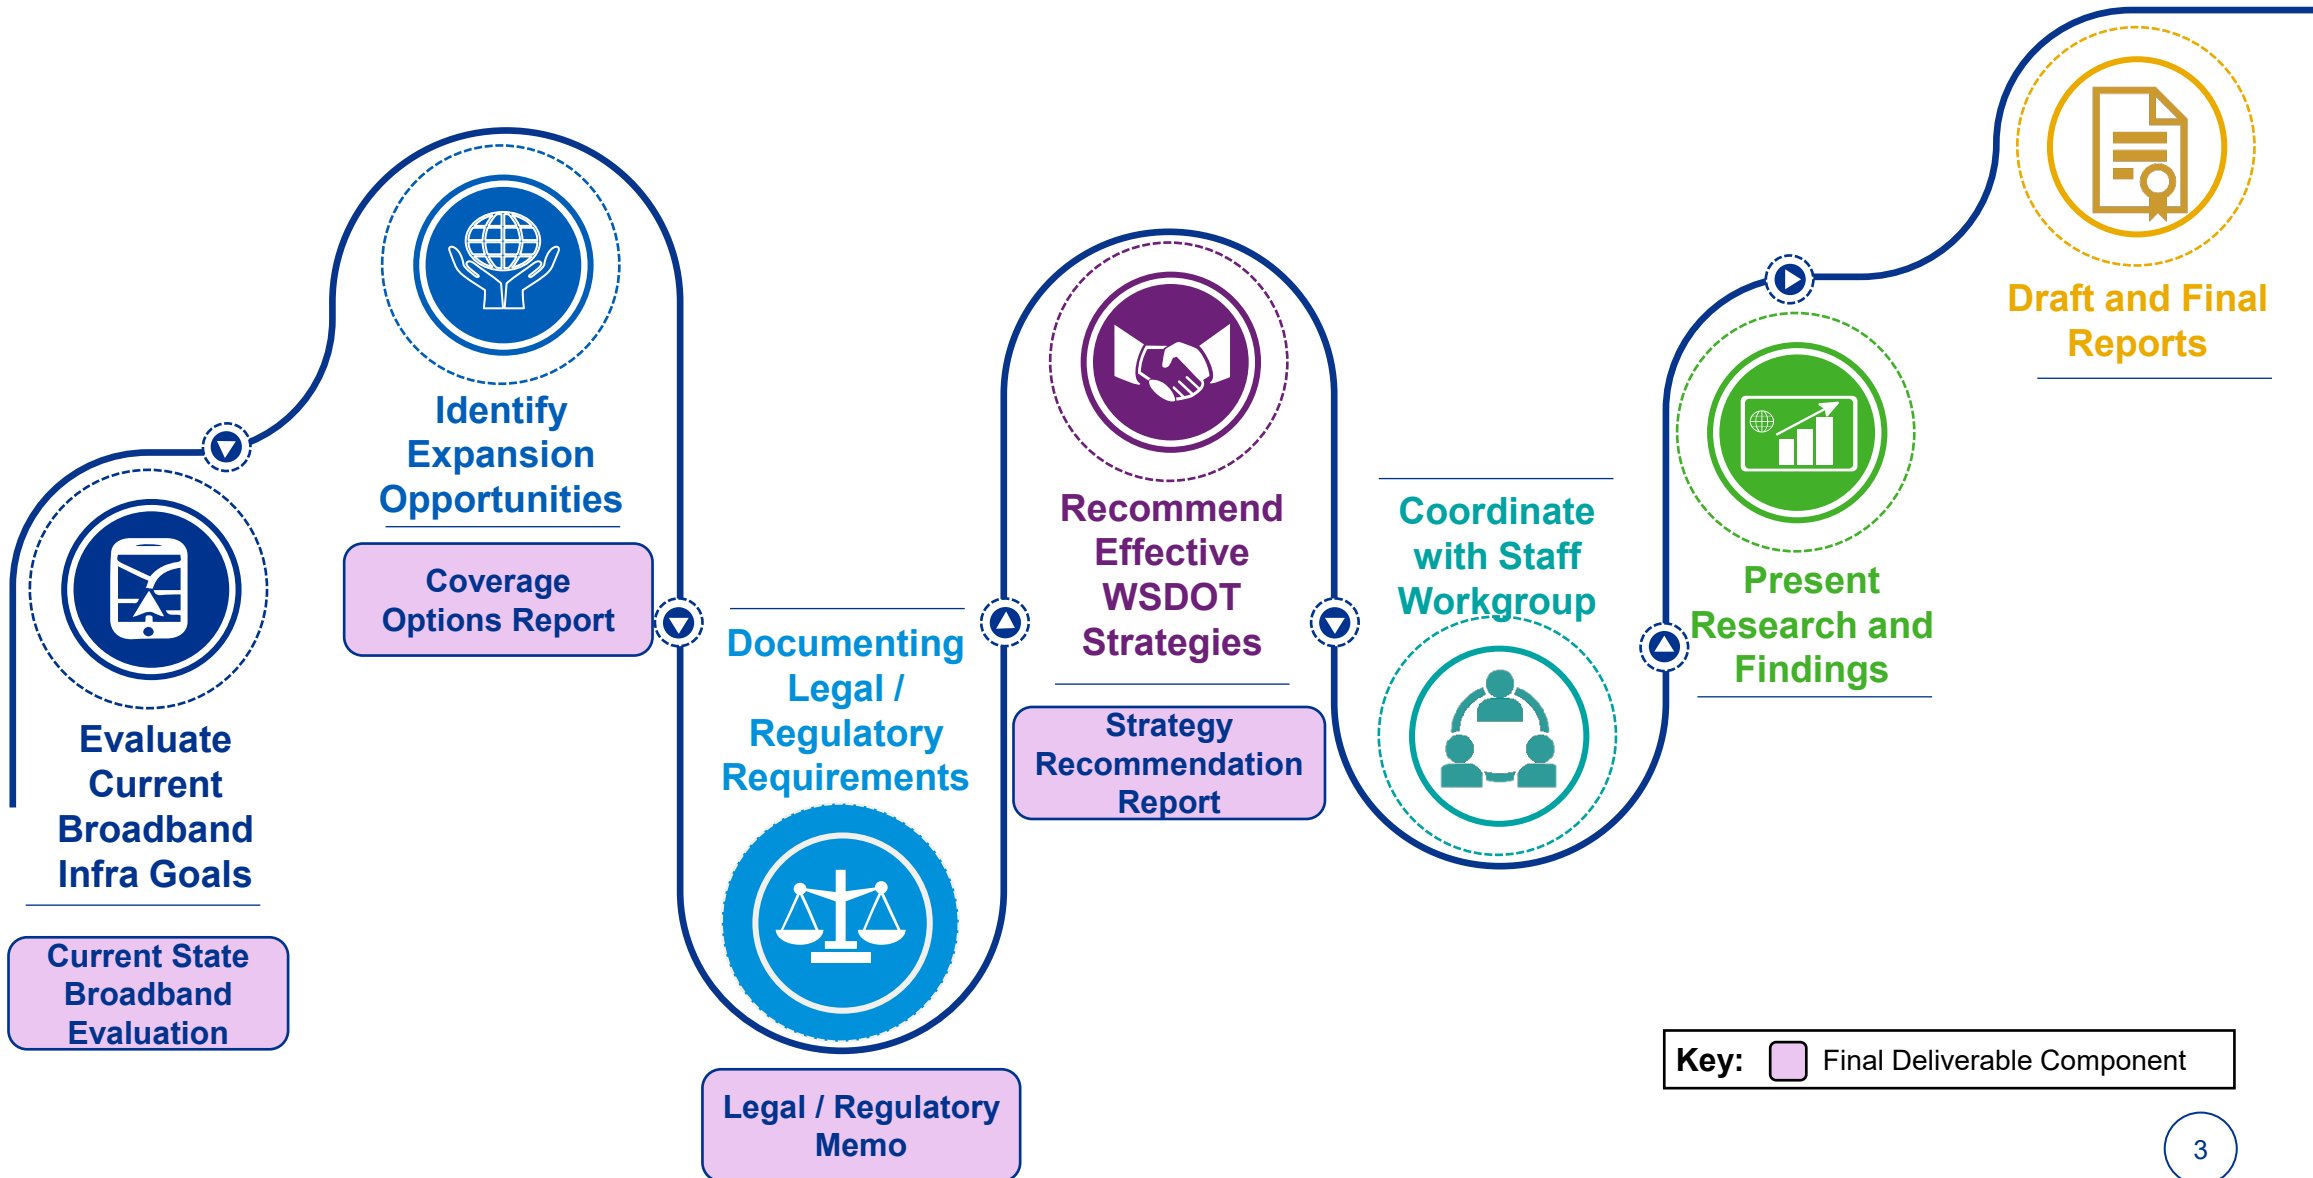 Evaluate
Current
Broadband
Infra Goals
Current State
Broadband
Evaluation
Identify
Expansion
Opportunities
Coverage
Options Report
Documenting
Legal /
Regulatory
Requirements
Legal / Regulatory
Memo
Recommend
Effective
WSDOT
Strategies
Strategy
Recommendation
Report
Coordinate
with Staff
Workgroup
Present
Research and
Findings
Draft and Final
Reports
Key: Final Deliverable Component
3